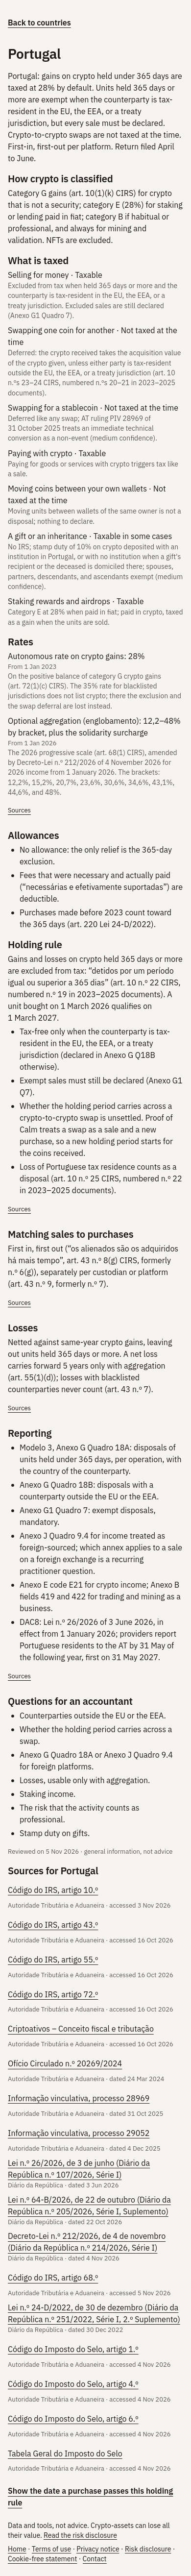 Back to countries
Portugal
Portugal: gains on crypto held under 365 days are
taxed at 28% by default. Units held 365 days or
more are exempt when the counterparty is tax-
resident in the EU, the EEA, or a treaty
jurisdiction, but every sale must be declared.
Crypto-to-crypto swaps are not taxed at the time.
First-in, first-out per platform. Return filed April
to June.
How crypto is classified
Category G gains (art. 10(1)(k) CIRS) for crypto
that is not a security; category E (28%) for staking
or lending paid in fiat; category B if habitual or
professional, and always for mining and
validation. NFTs are excluded.
What is taxed
Selling for money · Taxable
Excluded from tax when held 365 days or more and the
counterparty is tax-resident in the EU, the EEA, or a
treaty jurisdiction. Excluded sales are still declared
(Anexo G1 Quadro 7).
Swapping one coin for another · Not taxed at the
time
Deferred: the crypto received takes the acquisition value
of the crypto given, unless either party is tax-resident
outside the EU, the EEA, or a treaty jurisdiction (art. 10
n.ºs 23–24 CIRS, numbered n.ºs 20–21 in 2023–2025
documents).
Swapping for a stablecoin · Not taxed at the time
Deferred like any swap; AT ruling PIV 28969 of
31 October 2025 treats an immediate technical
conversion as a non-event (medium confidence).
Paying with crypto · Taxable
Paying for goods or services with crypto triggers tax like
a sale.
Moving coins between your own wallets · Not
taxed at the time
Moving units between wallets of the same owner is not a
disposal; nothing to declare.
A gift or an inheritance · Taxable in some cases
No IRS; stamp duty of 10% on crypto deposited with an
institution in Portugal, or with no institution when a gift's
recipient or the deceased is domiciled there; spouses,
partners, descendants, and ascendants exempt (medium
confidence).
Staking rewards and airdrops · Taxable
Category E at 28% when paid in fiat; paid in crypto, taxed
as a gain when the units are sold.
Rates
Autonomous rate on crypto gains: 28%
From 1 Jan 2023
On the positive balance of category G crypto gains
(art. 72(1)(c) CIRS). The 35% rate for blacklisted
jurisdictions does not list crypto; there the exclusion and
the swap deferral are lost instead.
Optional aggregation (englobamento): 12,2–48%
by bracket, plus the solidarity surcharge
From 1 Jan 2026
The 2026 progressive scale (art. 68(1) CIRS), amended
by Decreto-Lei n.º 212/2026 of 4 November 2026 for
2026 income from 1 January 2026. The brackets:
12,2%, 15,2%, 20,7%, 23,6%, 30,6%, 34,6%, 43,1%,
44,6%, and 48%.
Sources
Allowances
No allowance: the only relief is the 365-day
exclusion.
Fees that were necessary and actually paid
(“necessárias e efetivamente suportadas”) are
deductible.
Purchases made before 2023 count toward
the 365 days (art. 220 Lei 24-D/2022).
Holding rule
Gains and losses on crypto held 365 days or more
are excluded from tax: “detidos por um período
igual ou superior a 365 dias” (art. 10 n.º 22 CIRS,
numbered n.º 19 in 2023–2025 documents). A
unit bought on 1 March 2026 qualifies on
1 March 2027.
Tax-free only when the counterparty is tax-
resident in the EU, the EEA, or a treaty
jurisdiction (declared in Anexo G Q18B
otherwise).
Exempt sales must still be declared (Anexo G1
Q7).
Whether the holding period carries across a
crypto-to-crypto swap is unsettled. Proof of
Calm treats a swap as a sale and a new
purchase, so a new holding period starts for
the coins received.
Loss of Portuguese tax residence counts as a
disposal (art. 10 n.º 25 CIRS, numbered n.º 22
in 2023–2025 documents).
Sources
Matching sales to purchases
First in, first out (“os alienados são os adquiridos
há mais tempo”, art. 43 n.º 8(g) CIRS, formerly
n.º 6(g)), separately per custodian or platform
(art. 43 n.º 9, formerly n.º 7).
Sources
Losses
Netted against same-year crypto gains, leaving
out units held 365 days or more. A net loss
carries forward 5 years only with aggregation
(art. 55(1)(d)); losses with blacklisted
counterparties never count (art. 43 n.º 7).
Sources
Reporting
Modelo 3, Anexo G Quadro 18A: disposals of
units held under 365 days, per operation, with
the country of the counterparty.
Anexo G Quadro 18B: disposals with a
counterparty outside the EU or the EEA.
Anexo G1 Quadro 7: exempt disposals,
mandatory.
Anexo J Quadro 9.4 for income treated as
foreign-sourced; which annex applies to a sale
on a foreign exchange is a recurring
practitioner question.
Anexo E code E21 for crypto income; Anexo B
fields 419 and 422 for trading and mining as a
business.
DAC8: Lei n.º 26/2026 of 3 June 2026, in
effect from 1 January 2026; providers report
Portuguese residents to the AT by 31 May of
the following year, first on 31 May 2027.
Sources
Questions for an accountant
Counterparties outside the EU or the EEA.
Whether the holding period carries across a
swap.
Anexo G Quadro 18A or Anexo J Quadro 9.4
for foreign platforms.
Losses, usable only with aggregation.
Staking income.
The risk that the activity counts as
professional.
Stamp duty on gifts.
Reviewed on 5 Nov 2026 · general information, not advice
Sources for Portugal
Código do IRS, artigo 10.º
Autoridade Tributária e Aduaneira · accessed 3 Nov 2026
Código do IRS, artigo 43.º
Autoridade Tributária e Aduaneira · accessed 16 Oct 2026
Código do IRS, artigo 55.º
Autoridade Tributária e Aduaneira · accessed 16 Oct 2026
Código do IRS, artigo 72.º
Autoridade Tributária e Aduaneira · accessed 16 Oct 2026
Criptoativos – Conceito fiscal e tributação
Autoridade Tributária e Aduaneira · accessed 16 Oct 2026
Ofício Circulado n.º 20269/2024
Autoridade Tributária e Aduaneira · dated 24 Mar 2024
Informação vinculativa, processo 28969
Autoridade Tributária e Aduaneira · dated 31 Oct 2025
Informação vinculativa, processo 29052
Autoridade Tributária e Aduaneira · dated 4 Dec 2025
Lei n.º 26/2026, de 3 de junho (Diário da
República n.º 107/2026, Série I)
Diário da República · dated 3 Jun 2026
Lei n.º 64-B/2026, de 22 de outubro (Diário da
República n.º 205/2026, Série I, Suplemento)
Diário da República · dated 22 Oct 2026
Decreto-Lei n.º 212/2026, de 4 de novembro
(Diário da República n.º 214/2026, Série I)
Diário da República · dated 4 Nov 2026
Código do IRS, artigo 68.º
Autoridade Tributária e Aduaneira · accessed 5 Nov 2026
Lei n.º 24-D/2022, de 30 de dezembro (Diário da
República n.º 251/2022, Série I, 2.º Suplemento)
Diário da República · dated 30 Dec 2022
Código do Imposto do Selo, artigo 1.º
Autoridade Tributária e Aduaneira · accessed 4 Nov 2026
Código do Imposto do Selo, artigo 4.º
Autoridade Tributária e Aduaneira · accessed 4 Nov 2026
Código do Imposto do Selo, artigo 6.º
Autoridade Tributária e Aduaneira · accessed 4 Nov 2026
Tabela Geral do Imposto do Selo
Autoridade Tributária e Aduaneira · accessed 4 Nov 2026
Show the date a purchase passes this holding
rule
Data and tools, not advice. Crypto-assets can lose all
their value. Read the risk disclosure
Home · Terms of use · Privacy notice · Risk disclosure ·
Cookie-free statement · Contact